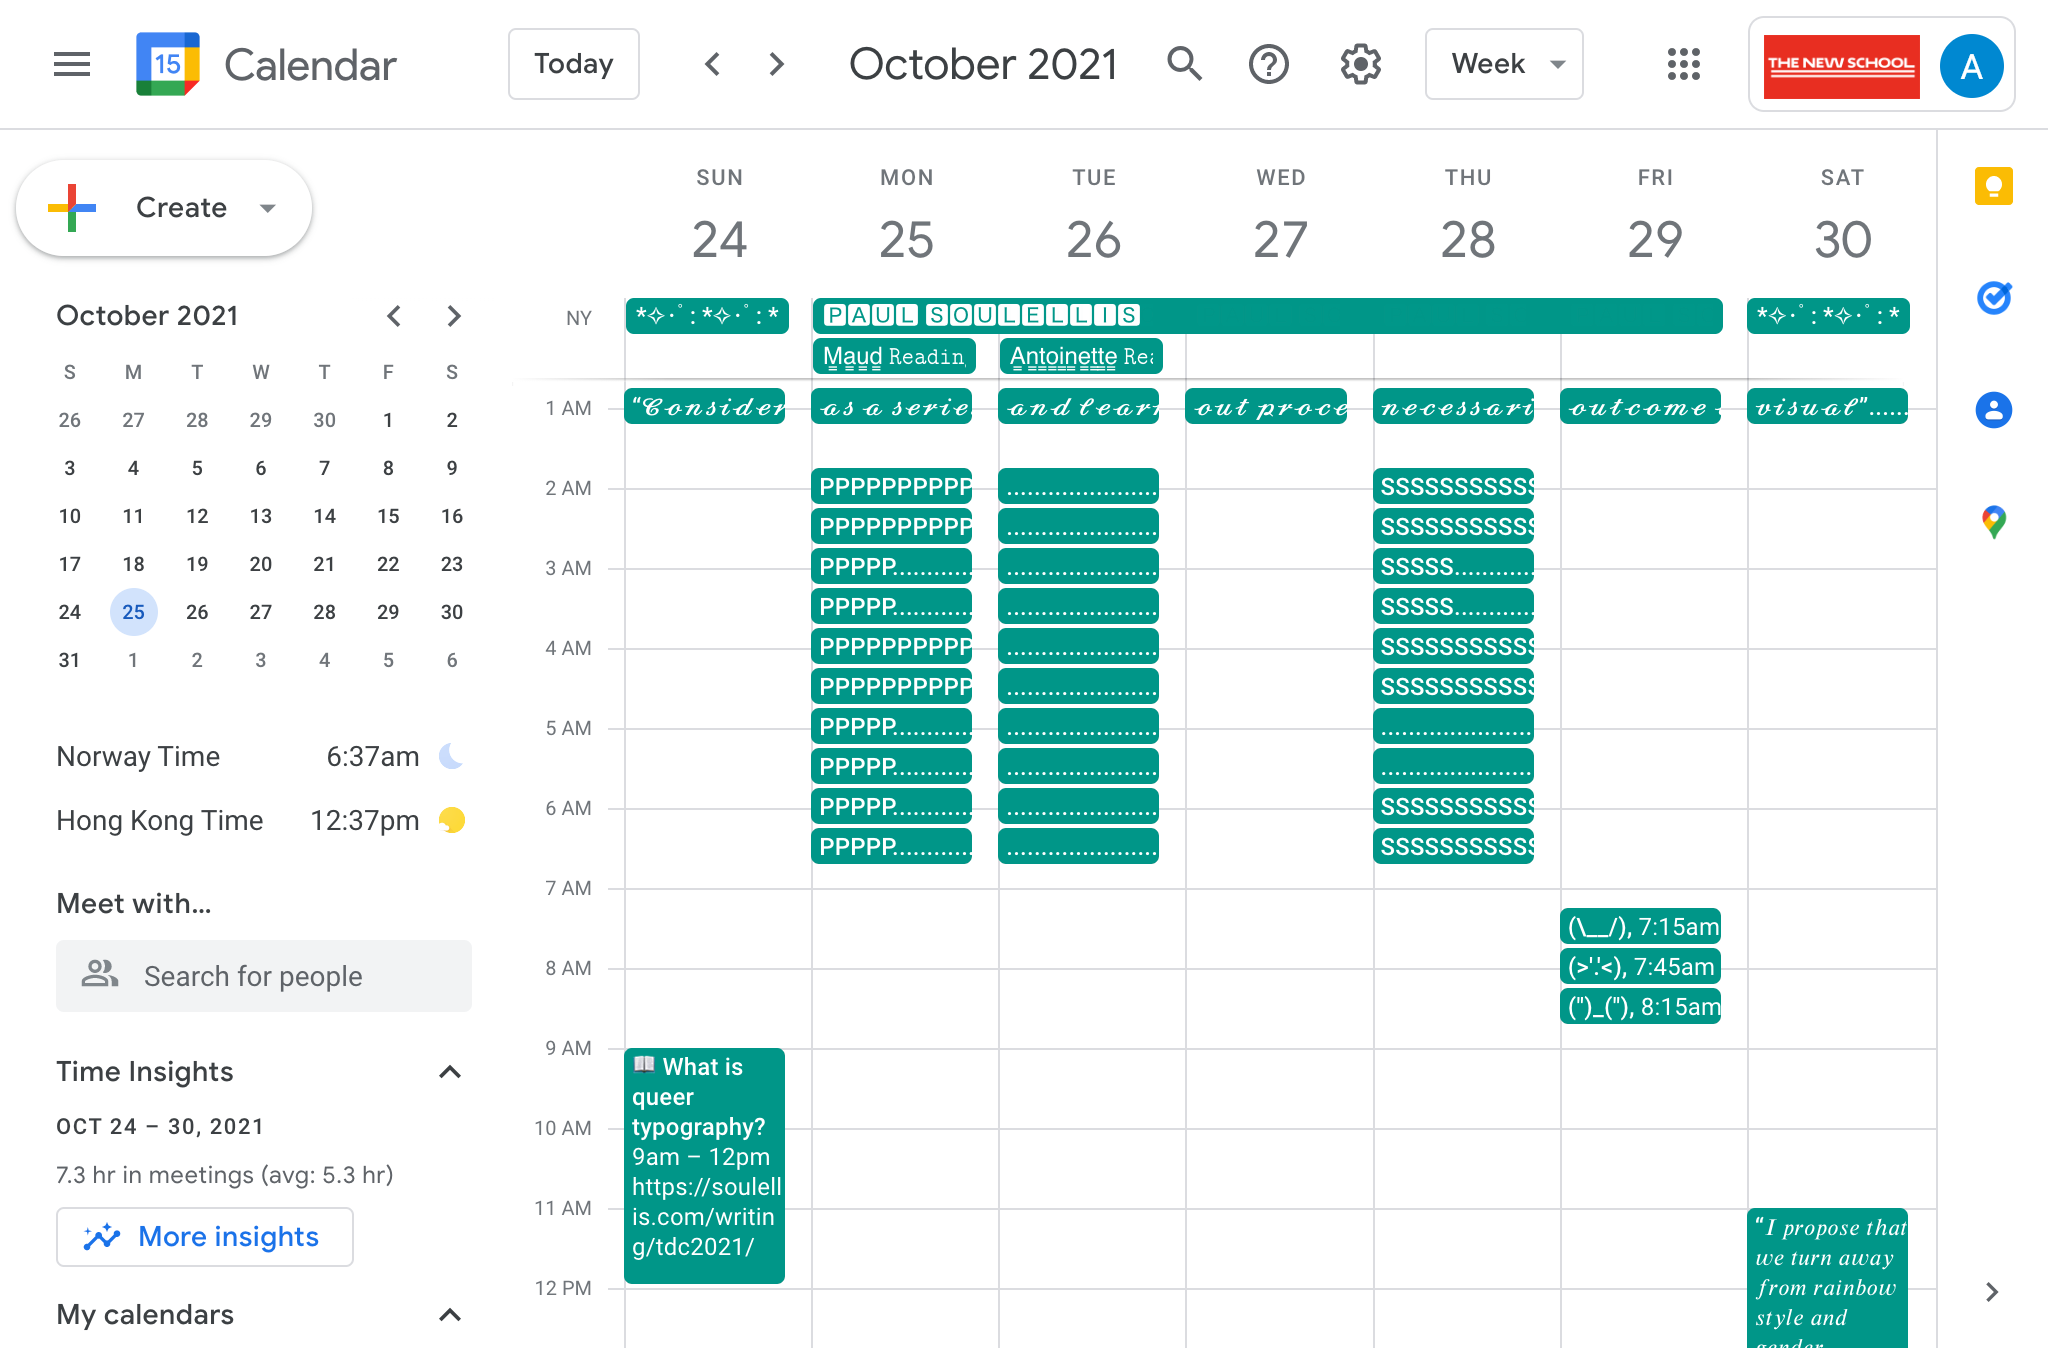 15 Calendar
Today
October 2021
Week
THE NEW SCHOOL
A
Create
October 2021
S M T W T F S
26 27 28 29 30 1 2
3 4 5 6 7 8 9
10 11 12 13 14 15 16
17 18 19 20 21 22 23
24 25 26 27 28 29 30
31 1 2 3 4 5 6
Norway Time 6:37am
Hong Kong Time 12:37pm
Meet with...
Search for people
Time Insights
OCT 24 – 30, 2021
7.3 hr in meetings (avg: 5.3 hr)
More insights
My calendars
SUN MON TUE WED THU FRI SAT
24 25 26 27 28 29 30
NY
*✧･ﾟ: *✧･ﾟ: *
PAUL SOULELLIS
*✧･ﾟ: *✧･ﾟ: *
Maud Readin
Antoinette Rea
1 AM
“Consider
as a serie
and lear
out proce
necessari
outcome
visual”......
2 AM
PPPPPPPPPP ...................... SSSSSSSSSSS
PPPPPPPPPP ...................... SSSSSSSSSSS
3 AM
PPPPP............ ...................... SSSSS............
PPPPP............ ...................... SSSSS............
4 AM
PPPPPPPPPP ...................... SSSSSSSSSSS
PPPPPPPPPP ...................... SSSSSSSSSSS
5 AM
PPPPP............ ...................... ......................
PPPPP............ ...................... ......................
6 AM
PPPPP............ ...................... SSSSSSSSSSS
PPPPP............ ...................... SSSSSSSSSSS
7 AM
(\__/), 7:15am
8 AM
(>'.'<), 7:45am
(")_("), 8:15am
9 AM
📖 What is
queer
typography?
9am – 12pm
https://soulell
is.com/writin
g/tdc2021/
10 AM
11 AM
12 PM
“I propose that
we turn away
from rainbow
style and
gender